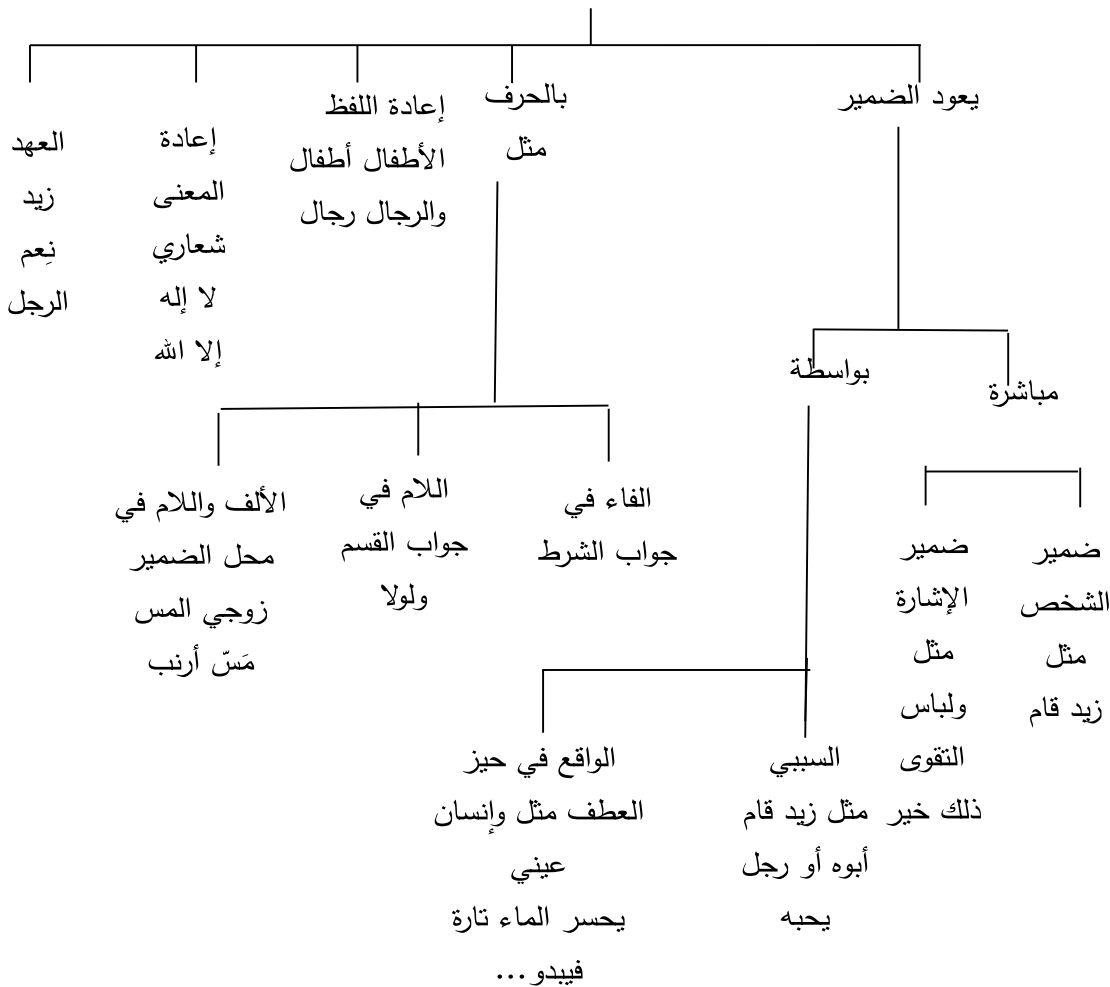 يعود الضمير
بالحرف
مثل
إعادة اللفظ
الأطفال أطفال
والرجال رجال
إعادة
المعنى
شعاري
لا إله
إلا الله
العهد
زيد
نِعم
الرجل
مباشرة
بواسطة
الفاء في
جواب الشرط
اللام في
جواب القسم
ولولا
الألف واللام في
محل الضمير
زوجي المس
مَسّ أرنب
ضمير
الشخص
مثل
زيد قام
ضمير
الإشارة
مثل
ولباس
التقوى
ذلك خير
السببي
مثل زيد قام
أبوه أو رجل
يحبه
الواقع في حيز
العطف مثل وإنسان
عيني
يحسر الماء تارة
فيبدو...